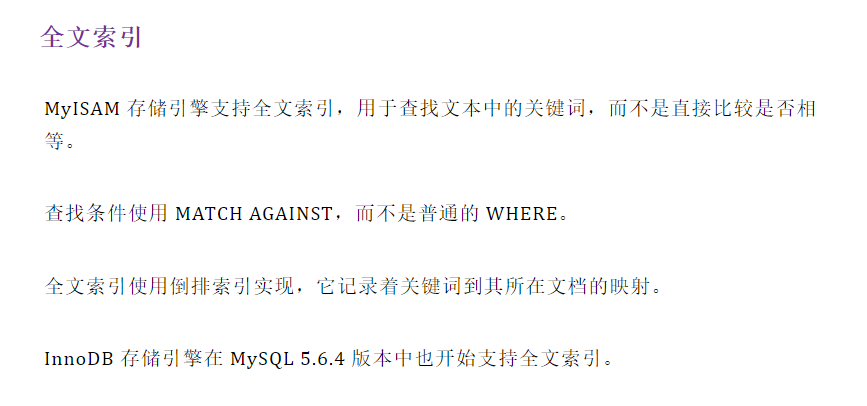 全文索引
MyISAM 存储引擎支持全文索引，用于查找文本中的关键词，而不是直接比较是否相
等。
查找条件使用 MATCH AGAINST，而不是普通的 WHERE。
全文索引使用倒排索引实现，它记录着关键词到其所在文档的映射。
InnoDB 存储引擎在 MySQL 5.6.4 版本中也开始支持全文索引。